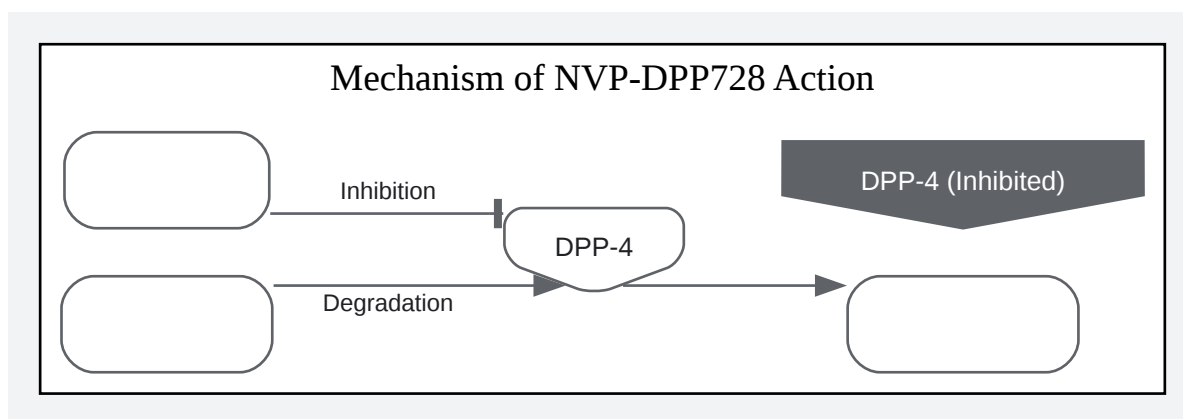 Mechanism of NVP-DPP728 Action
DPP-4 (Inhibited)
Inhibition
DPP-4
Degradation